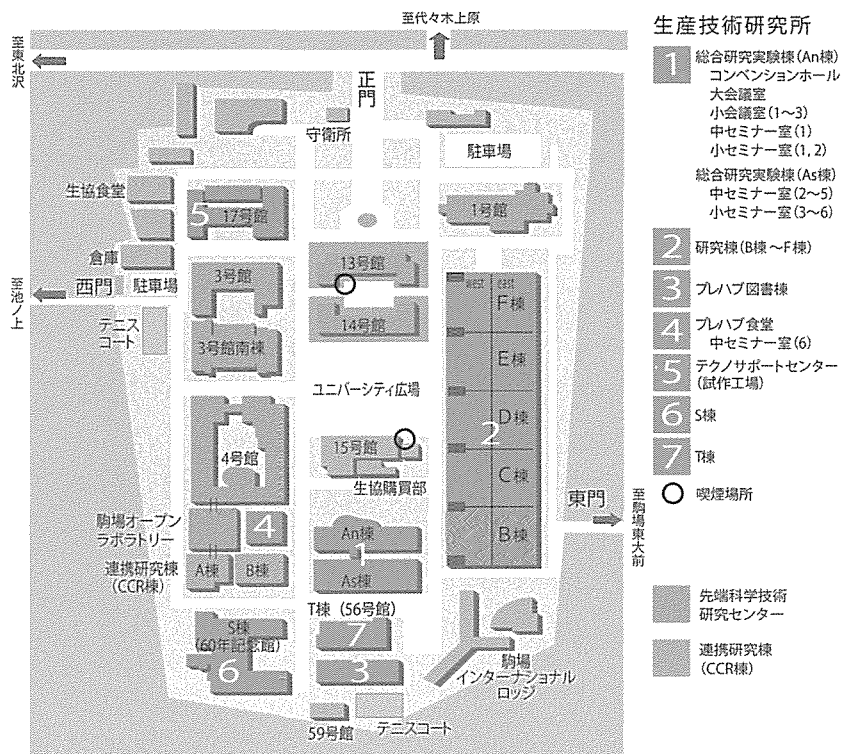 至代々木上原
至東北沢
正門
守衛所
駐車場
生協食堂
5
17号館
1号館
倉庫
至池ノ上
西門
駐車場
3号館
13号館
west
east
F棟
テニス
コート
3号館南棟
14号館
E棟
ユニバーシティ広場
D棟
2
4号館
15号館
生協購買部
C棟
東門
至駒場東大前
駒場オープン
ラボラトリー
4
An棟
1
B棟
連携研究棟
(CCR棟)
A棟
B棟
As棟
T棟 (56号館)
S棟
(60年記念館)
7
6
3
駒場
インターナショナル
ロッジ
59号館
テニスコート
生産技術研究所
1
総合研究実験棟(An棟)
コンベンションホール
大会議室
小会議室(1~3)
中セミナー室(1)
小セミナー室(1, 2)
総合研究実験棟(As棟)
中セミナー室(2~5)
小セミナー室(3~6)
2
研究棟(B棟~F棟)
3
プレハブ図書棟
4
プレハブ食堂
中セミナー室(6)
5
テクノサポートセンター
(試作工場)
6
S棟
7
T棟
喫煙場所
先端科学技術
研究センター
連携研究棟
(CCR棟)